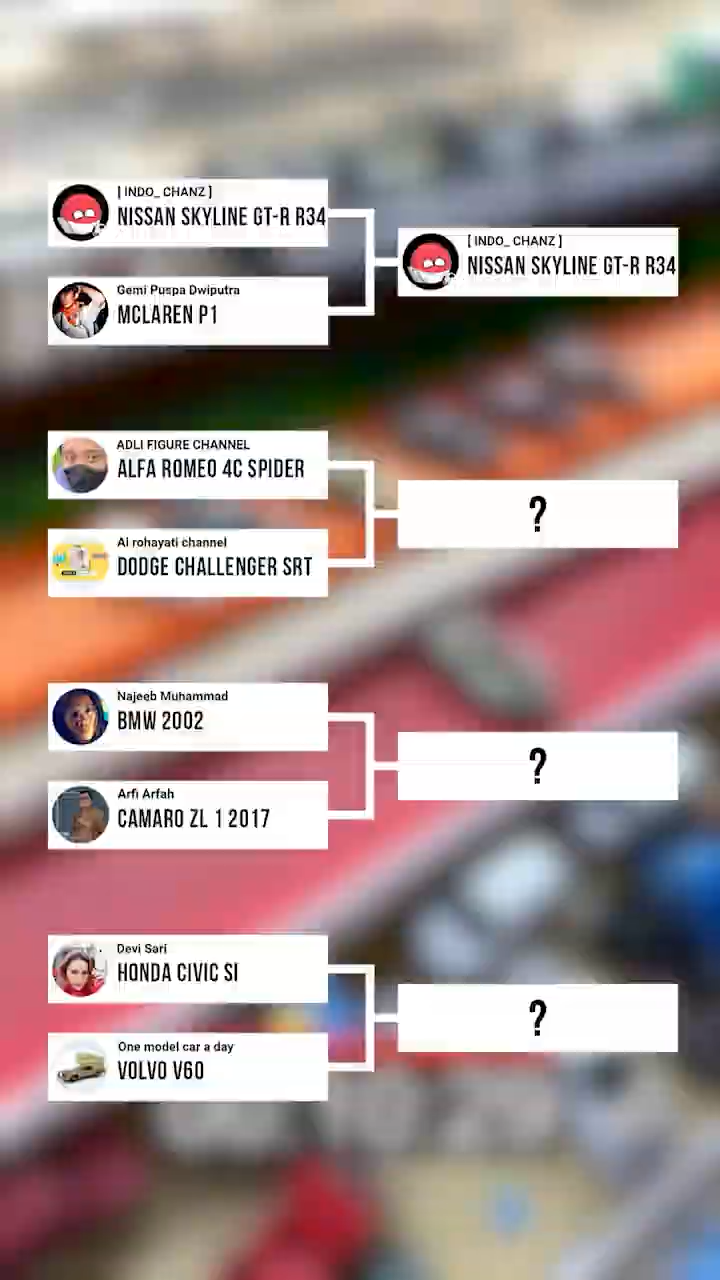 [ INDO_ CHANZ ]
NISSAN SKYLINE GT-R R34
[ INDO_ CHANZ ]
NISSAN SKYLINE GT-R R34
Gemi Puspa Dwiputra
MCLAREN P1
ADLI FIGURE CHANNEL
ALFA ROMEO 4C SPIDER
?
Ai rohayati channel
DODGE CHALLENGER SRT
Najeeb Muhammad
BMW 2002
?
Arfi Arfah
CAMARO ZL 1 2017
Devi Sari
HONDA CIVIC SI
?
One model car a day
VOLVO V60